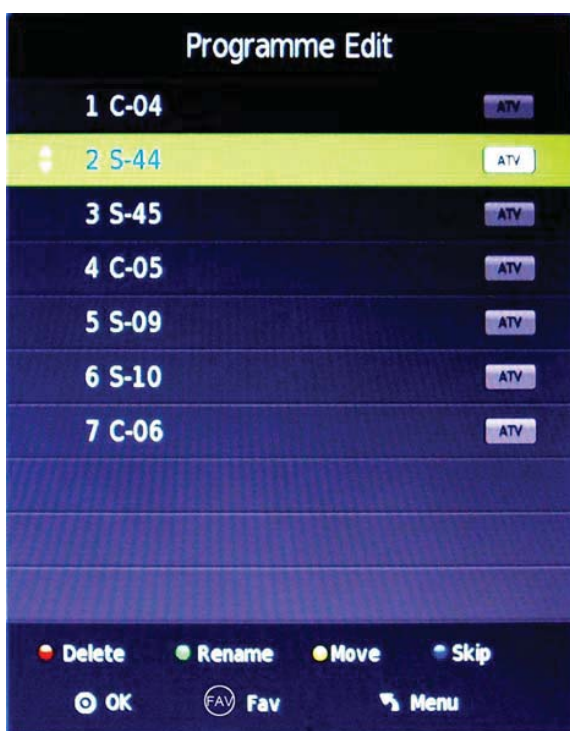 Programme Edit
1 C-04 ATV
2 S-44 ATV
3 S-45 ATV
4 C-05 ATV
5 S-09 ATV
6 S-10 ATV
7 C-06 ATV
Delete Rename Move Skip
OK FAV Fav Menu